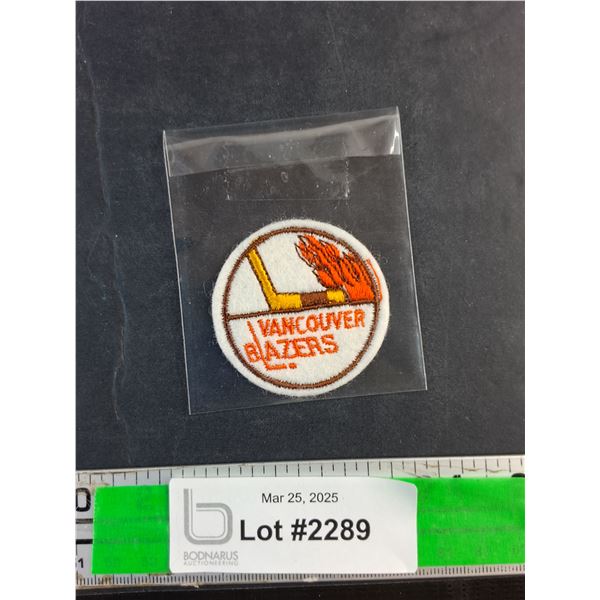 VANCOUVER
BLAZERS
Mar 25, 2025
Lot #2289
BODNARUS
AUCTIONEERING